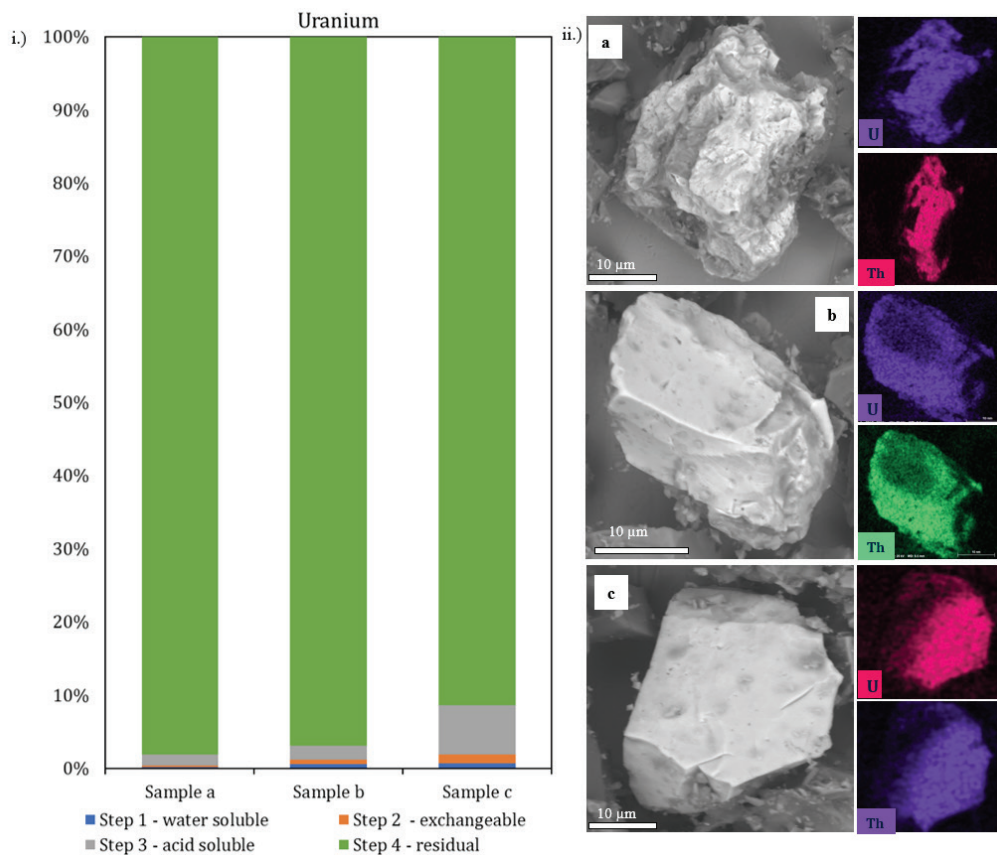 i.)
Uranium
100%
90%
80%
70%
60%
50%
40%
30%
20%
10%
0%
Sample a
Sample b
Sample c
Step 1 - water soluble
Step 2 - excheangeable
Step 3 - acid soluble
Step 4 - residual
ii.)
a
10 µm
U
Th
b
10 µm
U
Th
c
10 µm
U
Th